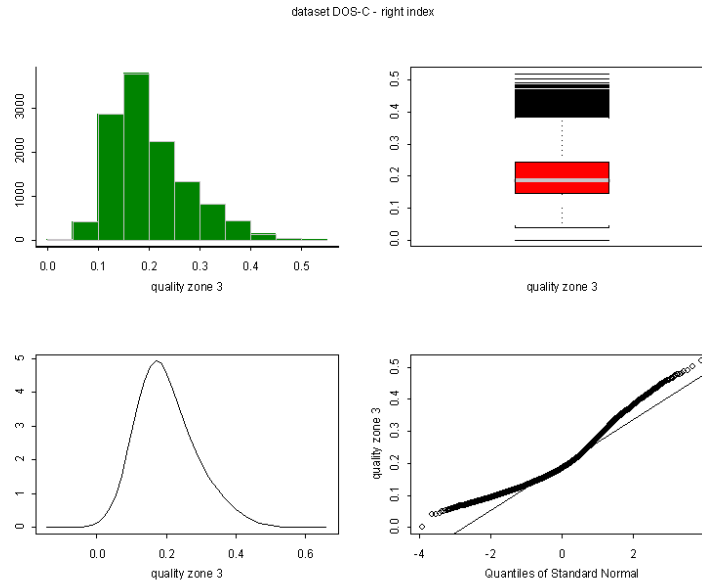 dataset DOS-C - right index
3000
2000
1000
0
0.0 0.1 0.2 0.3 0.4 0.5
quality zone 3
0.5
0.4
0.3
0.2
0.1
0.0
quality zone 3
5
4
3
2
1
0
0.0 0.2 0.4 0.6
quality zone 3
quality zone 3
0.5
0.4
0.3
0.2
0.1
0.0
-4 -2 0 2
Quantiles of Standard Normal